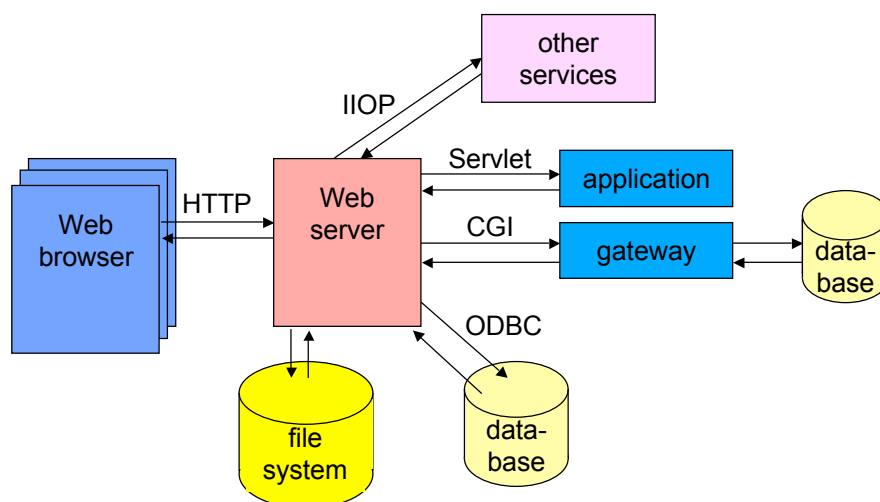 other
services
IIOP
Servlet
application
HTTP
Web
server
Web
browser
CGI
gateway
data-
base
ODBC
file
system
data-
base